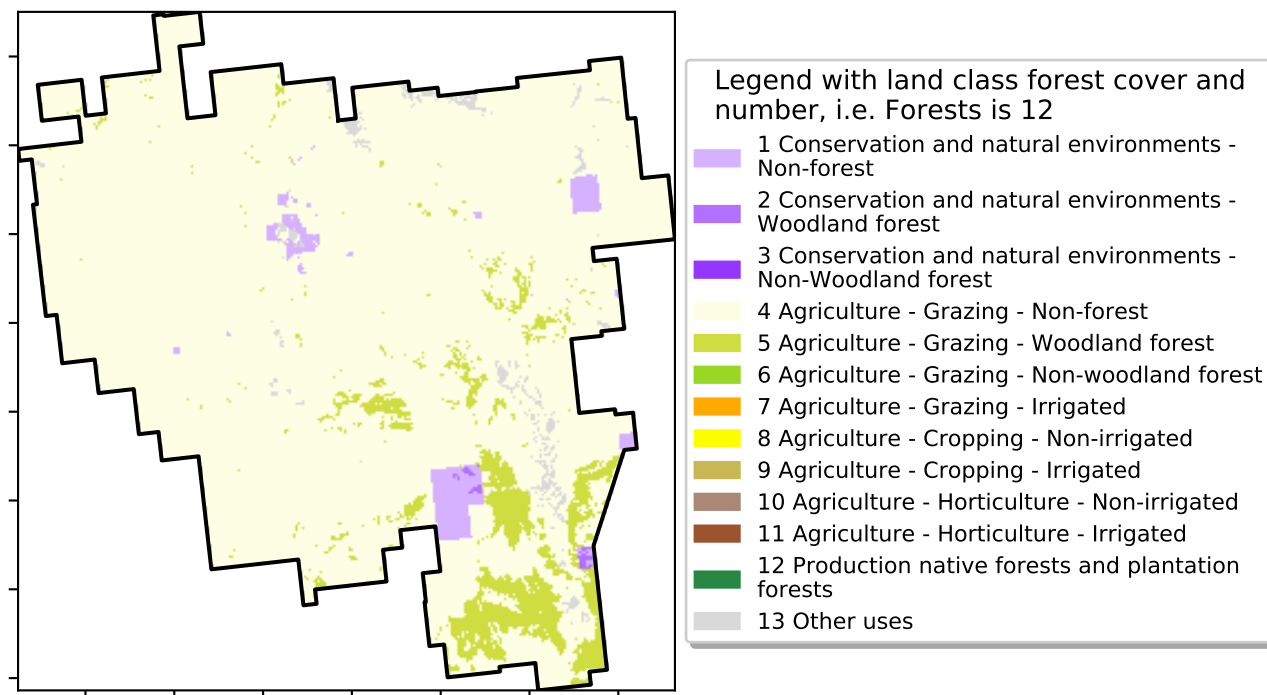 Legend with land class forest cover and
number, i.e. Forests is 12
1 Conservation and natural environments -
Non-forest
2 Conservation and natural environments -
Woodland forest
3 Conservation and natural environments -
Non-Woodland forest
4 Agriculture - Grazing - Non-forest
5 Agriculture - Grazing - Woodland forest
6 Agriculture - Grazing - Non-woodland forest
7 Agriculture - Grazing - Irrigated
8 Agriculture - Cropping - Non-irrigated
9 Agriculture - Cropping - Irrigated
10 Agriculture - Horticulture - Non-irrigated
11 Agriculture - Horticulture - Irrigated
12 Production native forests and plantation
forests
13 Other uses